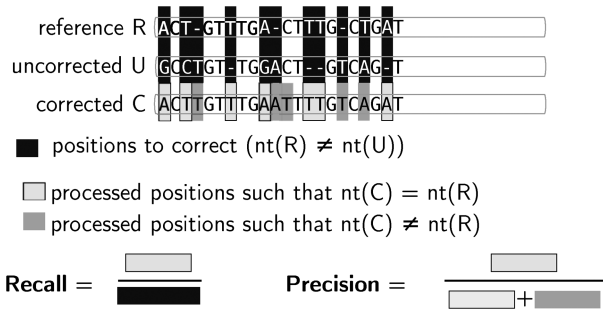 reference R ACT-GTTTGA-CTTTG-CTGAT
uncorrected U GCCTGT-TGGACT--GTCAG-T
corrected C ACTTGTTTGAATTTTGTCAGAT
positions to correct (nt(R) ≠ nt(U))
processed positions such that nt(C) = nt(R)
processed positions such that nt(C) ≠ nt(R)
Recall = Precision =
+